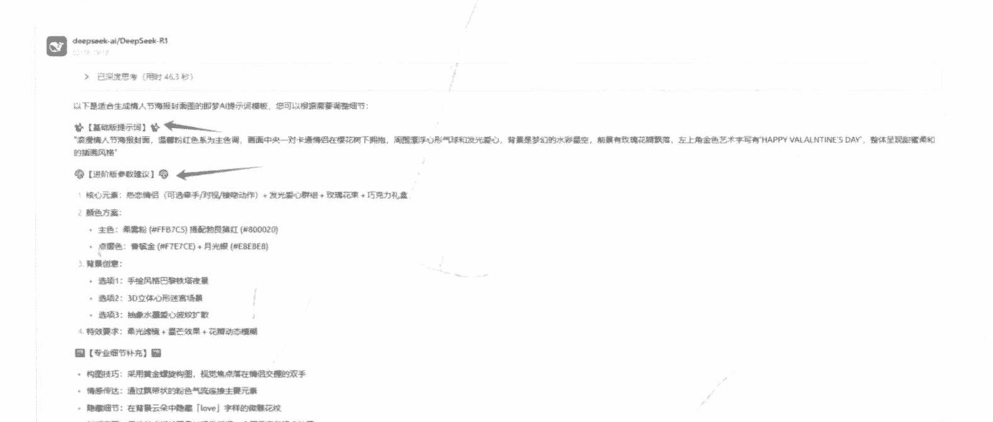 deepseek-ai/DeepSeek-R1
> 已深度思考 (用时 46.3 秒)
以下是适合生成情人节海报封面图的即梦AI提示词模板,您可以根据需要调整细节:
【基础版提示词】
"浪漫情人节海报封面,温馨粉红色系为主色调,画面中央一对卡通情侣在樱花树下拥抱,周围漂浮心形气球和发光爱心,背景是梦幻的水彩星空,前景有玫瑰花瓣飘落,左上角金色艺术字写有"HAPPY VALALNTINE'S DAY",整体呈现甜蜜柔和
的插画风格"
【进阶版参数建议】
1. 核心元素:热恋情侣(可选牵手/对视/接吻动作)+ 发光爱心群组 + 玫瑰花束 + 巧克力礼盒
2. 颜色方案:
• 主色:柔雾粉 (#FFB7C5) 搭配勃艮第红 (#800020)
• 点缀色:香槟金 (#F7E7CE) + 月光银 (#E8E8E8)
3. 背景创意:
• 选项1:手绘风格巴黎铁塔夜景
• 选项2:3D立体心形迷宫场景
• 选项3:抽象水墨爱心波纹扩散
4. 特效要求:柔光滤镜 + 星芒效果 + 花瓣动态模糊
【专业细节补充】
• 构图技巧:采用黄金螺旋构图,视觉焦点落在情侣交握的双手
• 情感传达:通过飘带状的粉色气流连接主要元素
• 隐藏细节:在背景云朵中隐藏「love」字样的微雕花纹